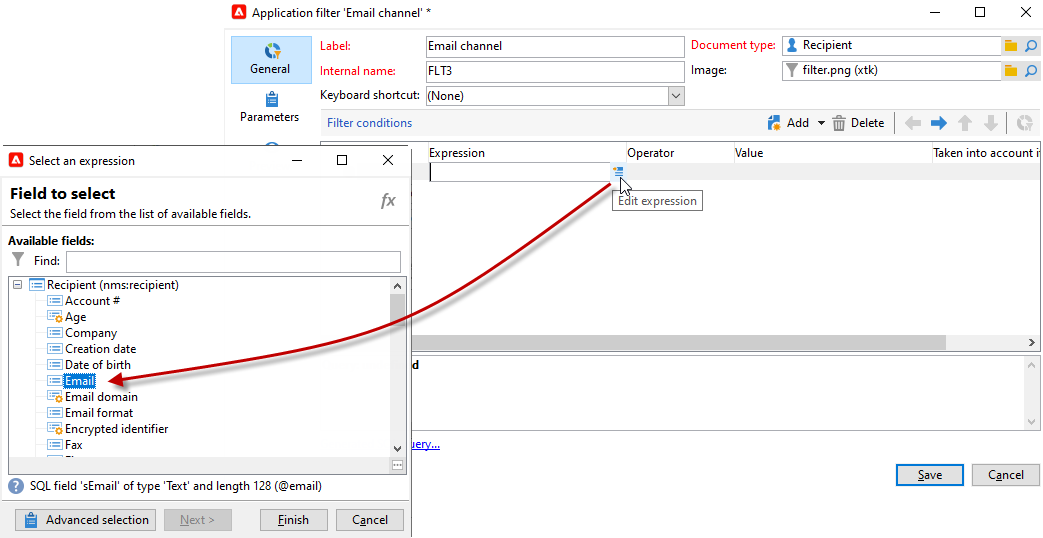 Application filter 'Email channel' *
General
Parameters
Label: Email channel
Document type: Recipient
Internal name: FLT3
Image: filter.png (xtk)
Keyboard shortcut: (None)
Filter conditions
Add
Delete
Expression Operator Value Taken into account i
Edit expression
d
uery...
Save
Cancel
Select an expression
Field to select
Select the field from the list of available fields.
fx
Available fields:
Find:
Recipient (nms:recipient)
Account #
Age
Company
Creation date
Date of birth
Email
Email domain
Email format
Encrypted identifier
Fax
SQL field 'sEmail' of type 'Text' and length 128 (@email)
Advanced selection
Next >
Finish
Cancel